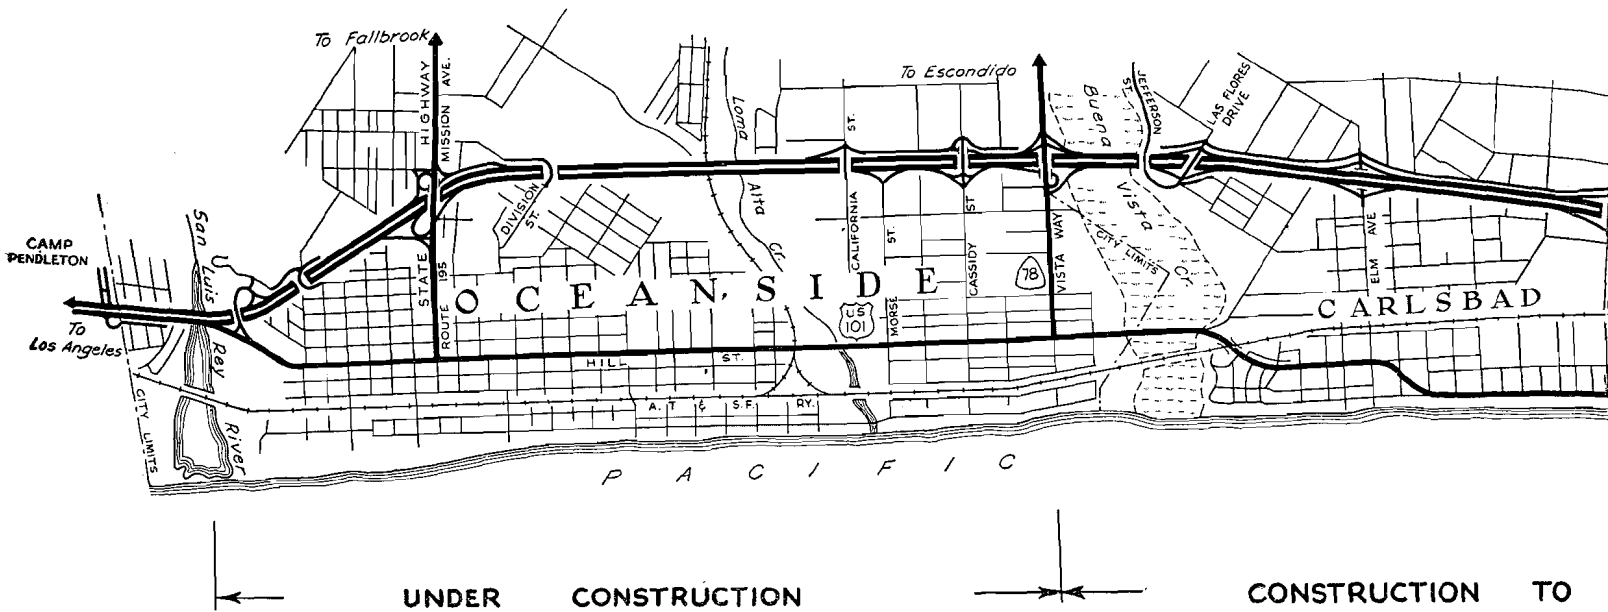 To Fallbrook
HIGHWAY
MISSION AVE.
To Escondido
Loma
Alta
Cr.
ST.
CALIFORNIA
Buena
Vista
Cr
JEFFERSON
ST.
LAS FLORES
DRIVE
DIVISION
ST.
San
Luis
Rey
River
CAMP
PENDLETON
To
Los Angeles
STATE
ROUTE 195
OCEANSIDE
ST.
MORSE
ST
CASSIDY
78
VISTA WAY
CITY LIMITS
ELM AVE
CARLSBAD
US
101
HILL ST.
A. T & S.F. RY.
CITY LIMITS
PACIFIC
UNDER CONSTRUCTION
CONSTRUCTION TO